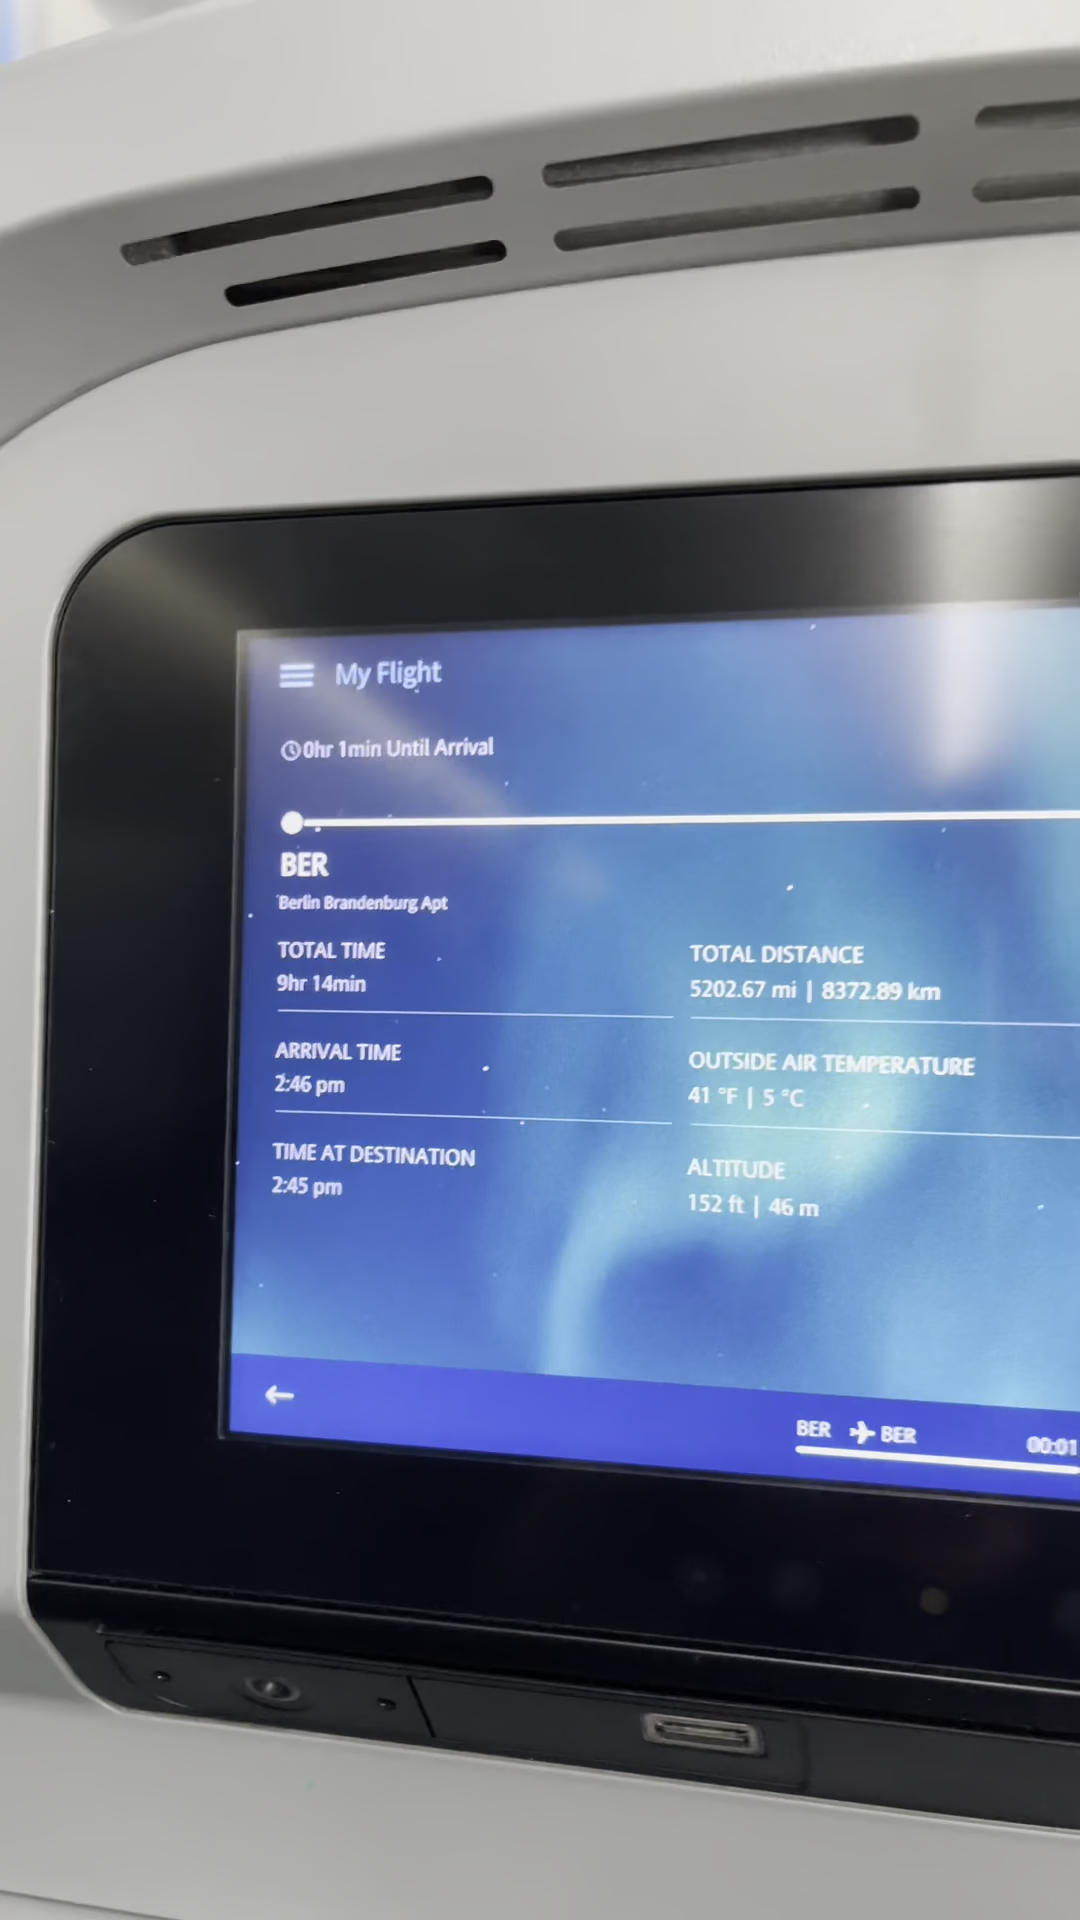 My Flight
0hr 1min Until Arrival
BER
Berlin Brandenburg Apt
TOTAL TIME
9hr 14min
TOTAL DISTANCE
5202.67 mi | 8372.89 km
ARRIVAL TIME
2:46 pm
OUTSIDE AIR TEMPERATURE
41 °F | 5 °C
TIME AT DESTINATION
2:45 pm
ALTITUDE
152 ft | 46 m
BER BER 00:01